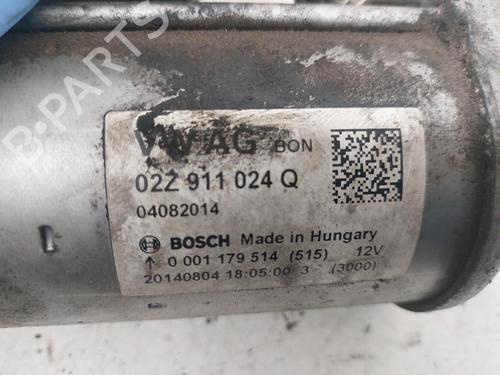 B-PARTS
VW AG BON
02Z 911 024 Q
04082014
BOSCH Made in Hungary
↑ 0 001 179 514 (515) 12V
20140804 18:05:00 3 (3000)